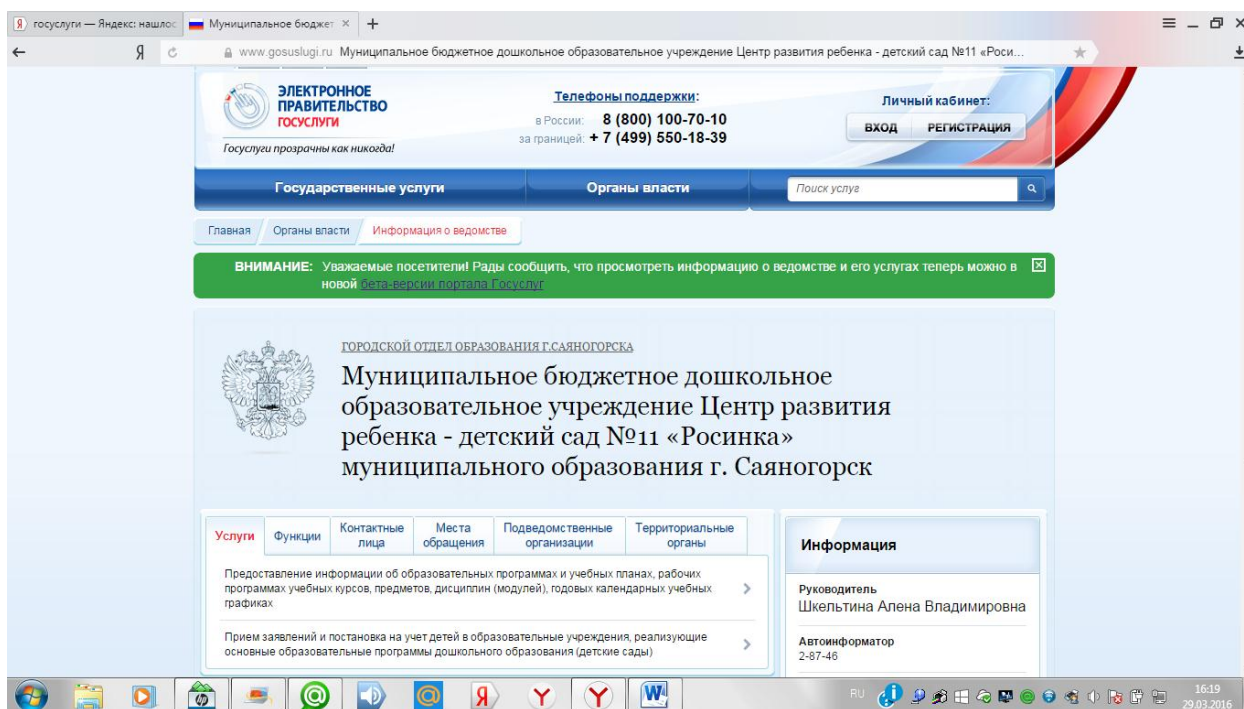 госуслуги — Яндекс: нашлос
Муниципальное бюджет
www.gosuslugi.ru Муниципальное бюджетное дошкольное образовательное учреждение Центр развития ребенка - детский сад №11 «Роси...
ЭЛЕКТРОННОЕ
ПРАВИТЕЛЬСТВО
ГОСУСЛУГИ
Госуслуги прозрачны как никогда!
Телефоны поддержки:
в России: 8 (800) 100-70-10
за границей: + 7 (499) 550-18-39
Личный кабинет:
ВХОД РЕГИСТРАЦИЯ
Государственные услуги
Органы власти
Поиск услуг
Главная Органы власти Информация о ведомстве
ВНИМАНИЕ: Уважаемые посетители! Рады сообщить, что просмотреть информацию о ведомстве и его услугах теперь можно в
новой бета-версии портала Госуслуг
ГОРОДСКОЙ ОТДЕЛ ОБРАЗОВАНИЯ Г.САЯНОГОРСКА
Муниципальное бюджетное дошкольное
образовательное учреждение Центр развития
ребенка - детский сад №11 «Росинка»
муниципального образования г. Саяногорск
Услуги
Функции
Контактные
лица
Места
обращения
Подведомственные
организации
Территориальные
органы
Предоставление информации об образовательных программах и учебных планах, рабочих
программах учебных курсов, предметов, дисциплин (модулей), годовых календарных учебных
графиках
Прием заявлений и постановка на учет детей в образовательные учреждения, реализующие
основные образовательные программы дошкольного образования (детские сады)
Информация
Руководитель
Шкельтина Алена Владимировна
Автоинформатор
2-87-46
RU
16:19
29.03.2016